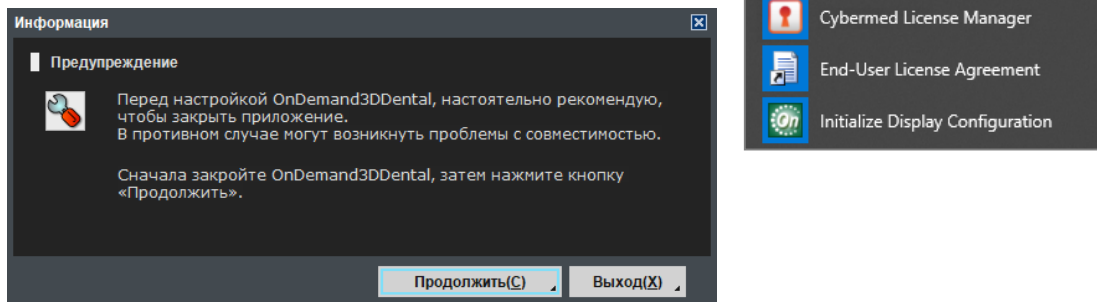 Информация
Предупреждение
Перед настройкой OnDemand3DDental, настоятельно рекомендую,
чтобы закрыть приложение.
В противном случае могут возникнуть проблемы с совместимостью.
Сначала закройте OnDemand3DDental, затем нажмите кнопку
«Продолжить».
Продолжить(C)
Выход(X)
Cybermed License Manager
End-User License Agreement
On
Initialize Display Configuration